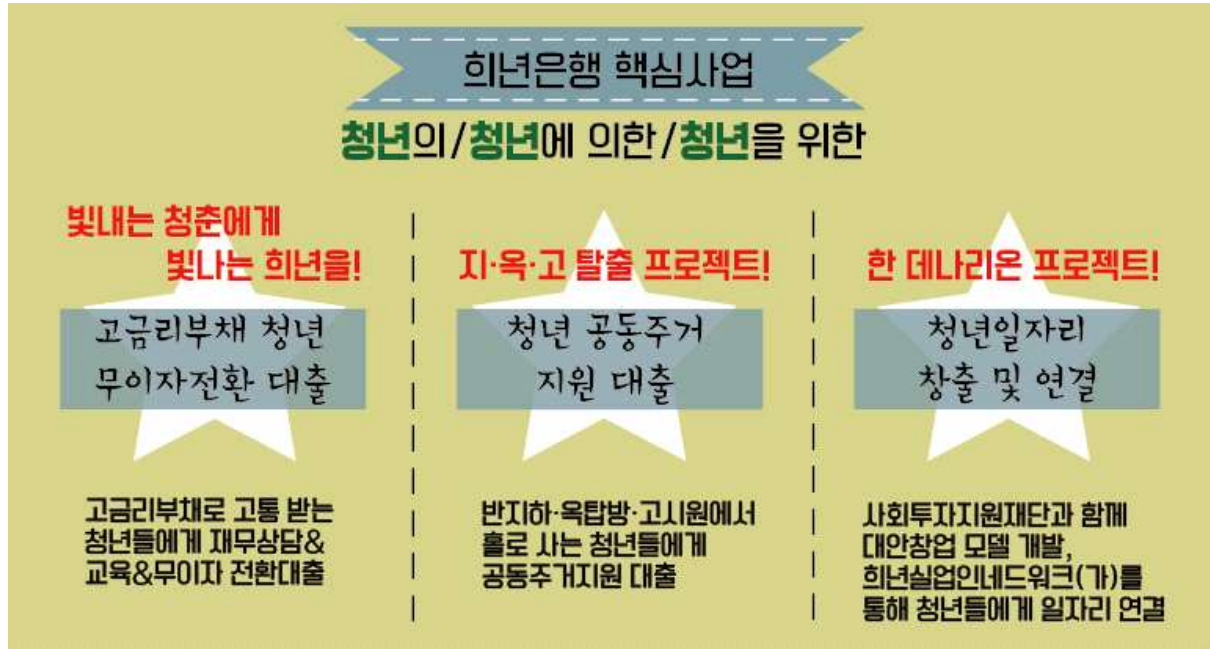 희년은행 핵심사업
청년의/청년에 의한/청년을 위한
빛내는 청춘에게
빛나는 희년을!
고금리부채 청년
무이자전환 대출
고금리부채로 고통 받는
청년들에게 재무상담&
교육&무이자 전환대출
지·옥·고 탈출 프로젝트!
청년 공동주거
지원 대출
반지하·옥탑방·고시원에서
홀로 사는 청년들에게
공동주거지원 대출
한 데나리온 프로젝트!
청년일자리
창출 및 연결
사회투자지원재단과 함께
대안창업 모델 개발,
희년실업인네드워크(가)를
통해 청년들에게 일자리 연결